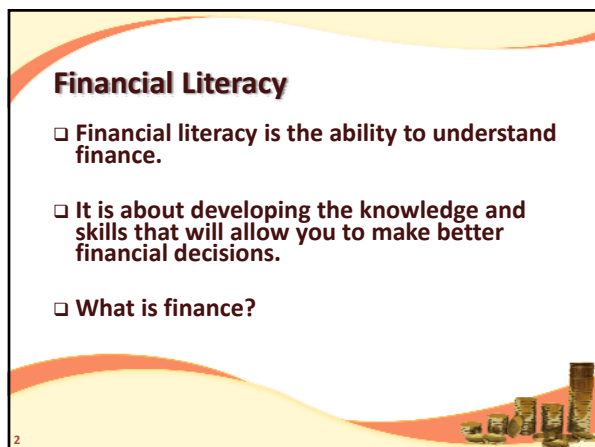 Financial Literacy
❑ Financial literacy is the ability to understand
finance.
❑ It is about developing the knowledge and
skills that will allow you to make better
financial decisions.
❑ What is finance?
2